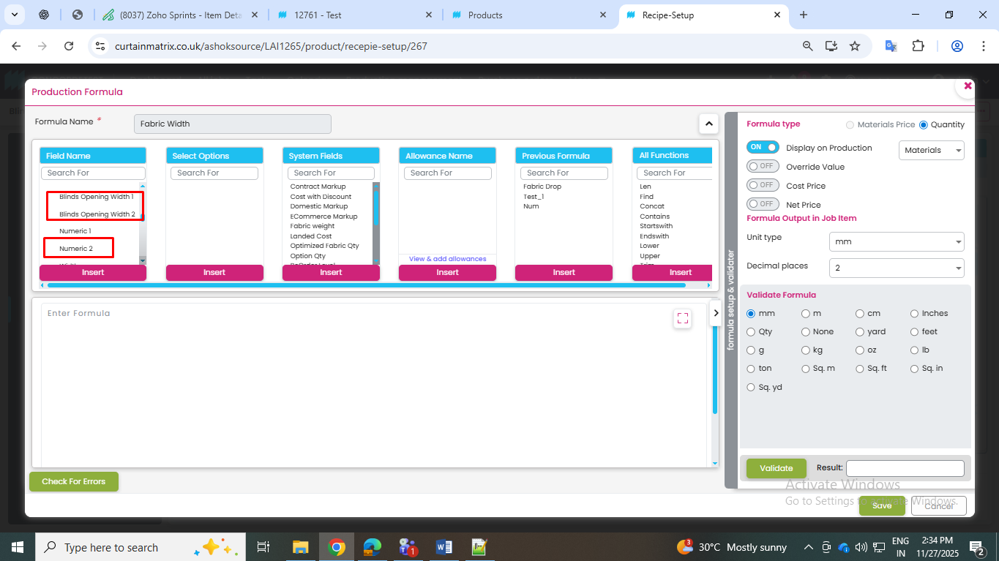 (8037) Zoho Sprints - Item Deta
12761 - Test
Products
Recipe-Setup
curtainmatrix.co.uk/ashoksource/LAI1265/product/recepie-setup/267
Production Formula
Formula Name *
Fabric Width
Field Name
Search For
Blinds Opening Width 1
Blinds Opening Width 2
Numeric 1
Numeric 2
Insert
Select Options
Search For
Insert
System Fields
Search For
Contract Markup
Cost with Discount
Domestic Markup
ECommerce Markup
Fabric weight
Landed Cost
Optimized Fabric Qty
Option Qty
Insert
Allowance Name
Search For
View & add allowances
Insert
Previous Formula
Search For
Fabric Drop
Test_1
Num
Insert
All Functions
Search For
Len
Find
Concat
Contains
Startswith
Endswith
Lower
Upper
Insert
Enter Formula
Check For Errors
formula setup & validater
Formula type
Materials Price
Quantity
ON
Display on Production
Materials
OFF
Override Value
OFF
Cost Price
OFF
Net Price
Formula Output in Job Item
Unit type
mm
Decimal places
2
Validate Formula
mm m cm Inches
Qty None yard feet
g kg oz lb
ton Sq. m Sq. ft Sq. in
Sq. yd
Validate
Result:
Activate Windows
Go to Settings to activate Windows.
Save
Cancel
Type here to search
1
3
30°C Mostly sunny
ENG
IN
2:34 PM
11/27/2025
2